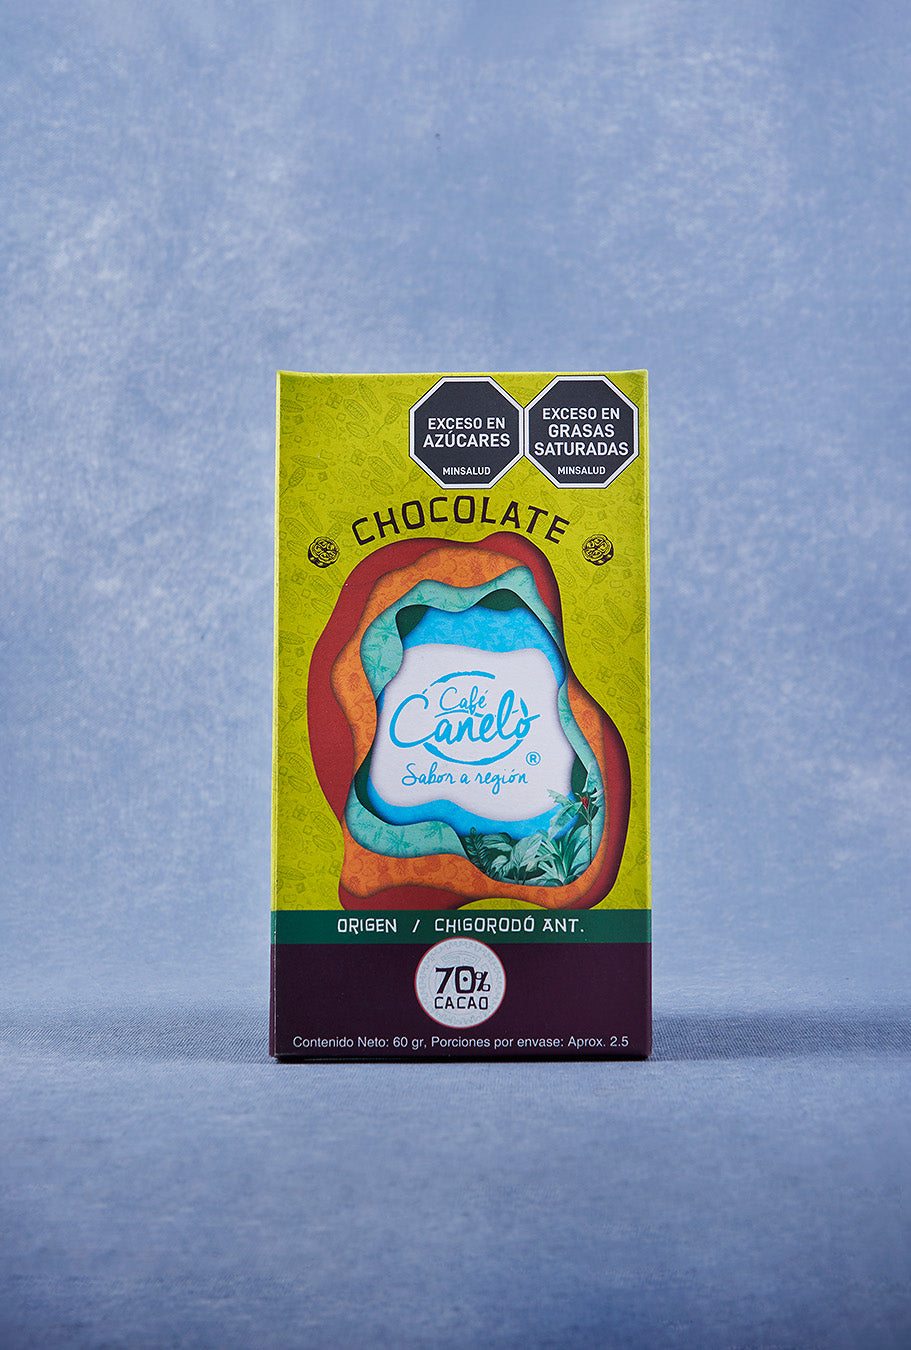 EXCESO EN
AZÚCARES
MINSALUD
EXCESO EN
GRASAS
SATURADAS
MINSALUD
CHOCOLATE
Café
Canelo
®
Sabor a región
ORIGEN / CHIGORODÓ ANT.
70%
CACAO
Contenido Neto: 60 gr, Porciones por envase: Aprox. 2.5